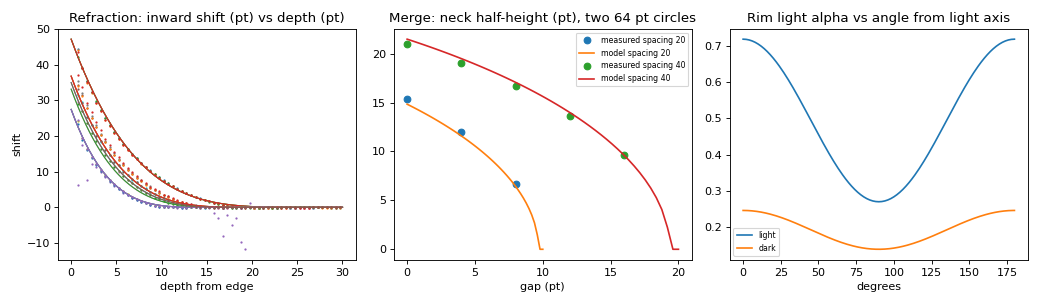 Refraction: inward shift (pt) vs depth (pt)
50
40
30
20
10
0
−10
shift
0
5
10
15
20
25
30
depth from edge
Merge: neck half-height (pt), two 64 pt circles
20
15
10
5
0
measured spacing 20
model spacing 20
measured spacing 40
model spacing 40
0
5
10
15
20
gap (pt)
Rim light alpha vs angle from light axis
0.7
0.6
0.5
0.4
0.3
0.2
light
dark
0
25
50
75
100
125
150
175
degrees